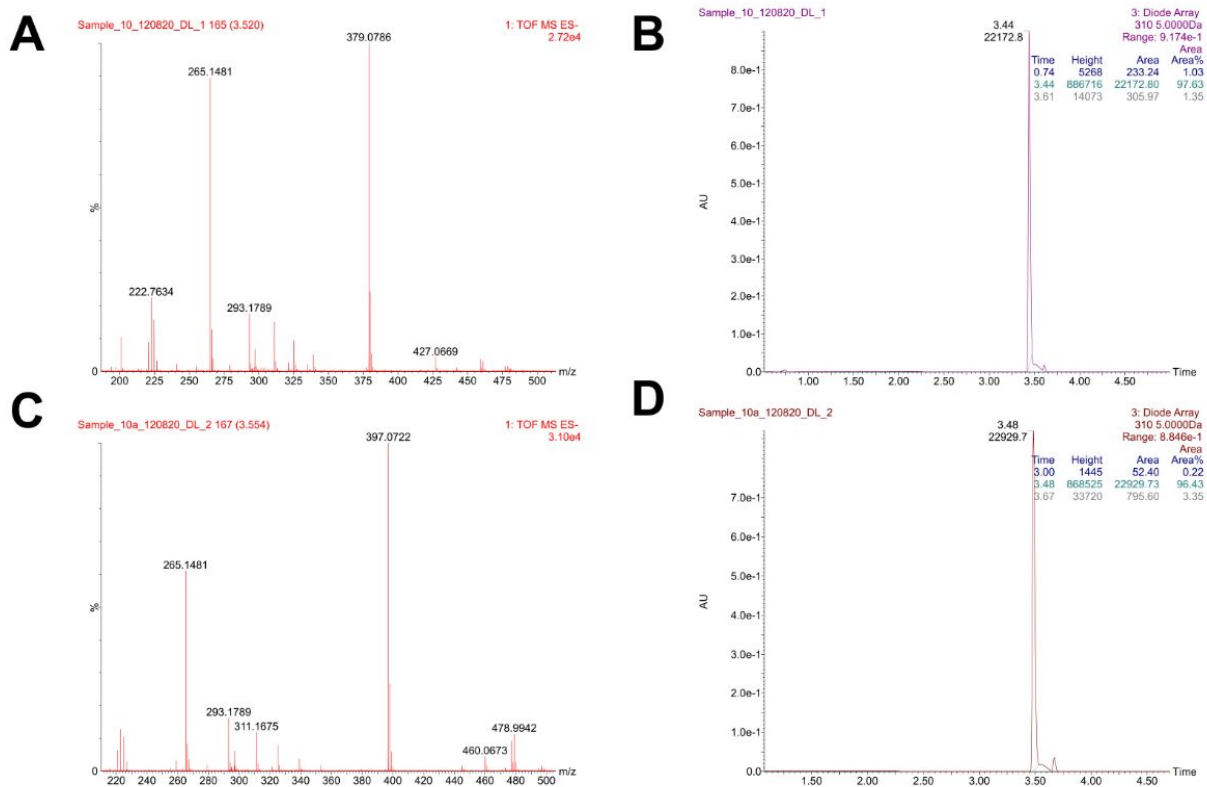 A
Sample_10_120820_DL_1 165 (3.520)
1: TOF MS ES-
2.72e4
379.0786
265.1481
222.7634
293.1789
427.0669
%
0
200 225 250 275 300 325 350 375 400 425 450 475 500 m/z
B
Sample_10_120820_DL_1
3: Diode Array
310 5.0000Da
Range: 9.174e-1
Area
3.44
22172.8
Time Height Area Area%
0.74 5268 233.24 1.03
3.44 886716 22172.80 97.63
3.61 14073 305.97 1.35
8.0e-1
7.0e-1
6.0e-1
5.0e-1
AU
4.0e-1
3.0e-1
2.0e-1
1.0e-1
0.0
1.00 1.50 2.00 2.50 3.00 3.50 4.00 4.50 Time
C
Sample_10a_120820_DL_2 167 (3.554)
1: TOF MS ES-
3.10e4
397.0722
265.1481
293.1789
311.1675
478.9942
460.0673
%
0
220 240 260 280 300 320 340 360 380 400 420 440 460 480 500 m/z
D
Sample_10a_120820_DL_2
3: Diode Array
310 5.0000Da
Range: 8.846e-1
Area
3.48
22929.7
Time Height Area Area%
3.00 1445 52.40 0.22
3.48 868525 22929.73 96.43
3.67 33720 795.60 3.35
7.0e-1
6.0e-1
5.0e-1
AU
4.0e-1
3.0e-1
2.0e-1
1.0e-1
0.0
1.50 2.00 2.50 3.00 3.50 4.00 4.50 Time